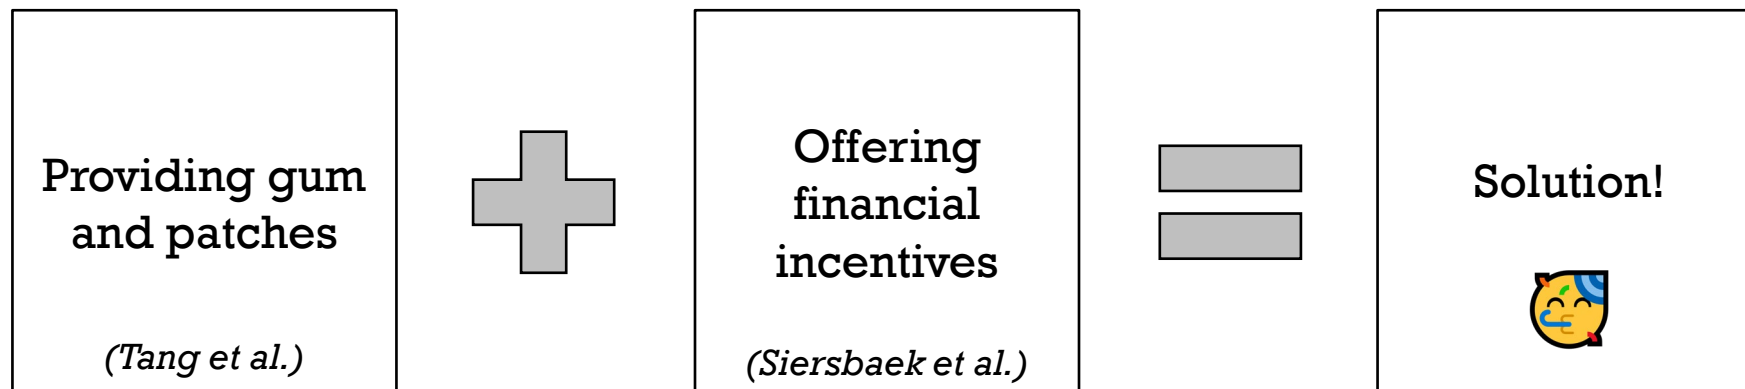 Providing gum
and patches
(Tang et al.)
Offering
financial
incentives
(Siersbaek et al.)
Solution!